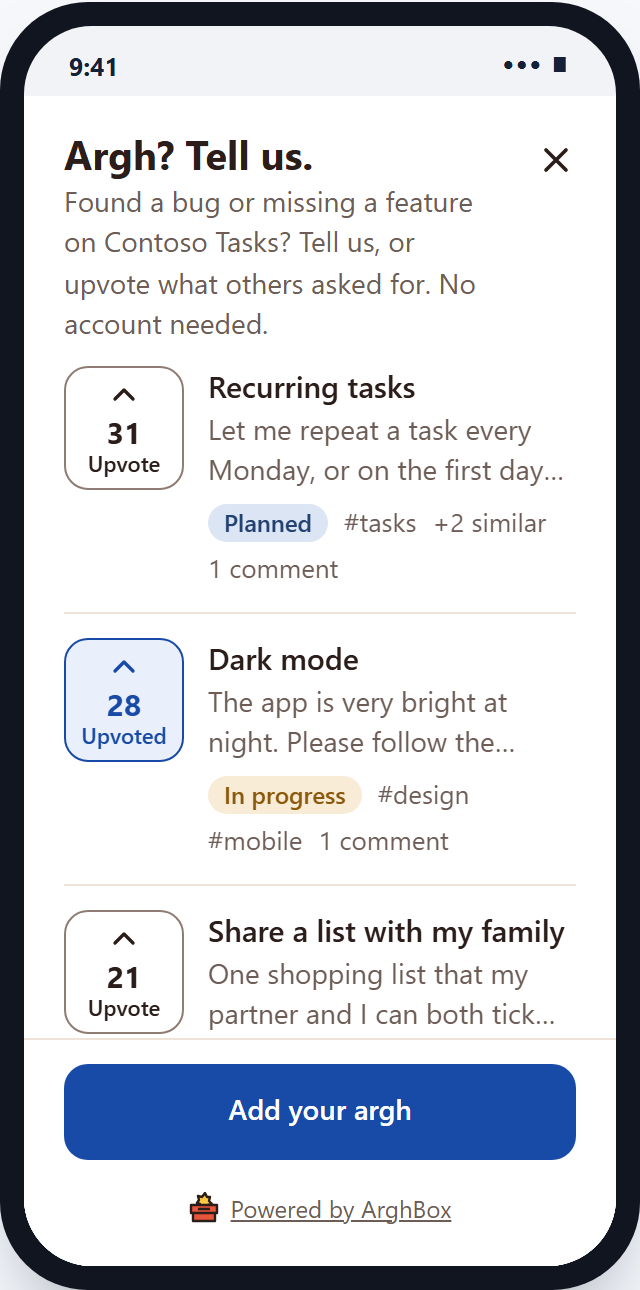 9:41
Argh? Tell us.
Found a bug or missing a feature
on Contoso Tasks? Tell us, or
upvote what others asked for. No
account needed.
31
Upvote
Recurring tasks
Let me repeat a task every
Monday, or on the first day…
Planned #tasks +2 similar
1 comment
28
Upvoted
Dark mode
The app is very bright at
night. Please follow the…
In progress #design
#mobile 1 comment
21
Upvote
Share a list with my family
One shopping list that my
partner and I can both tick…
Add your argh
Powered by ArghBox